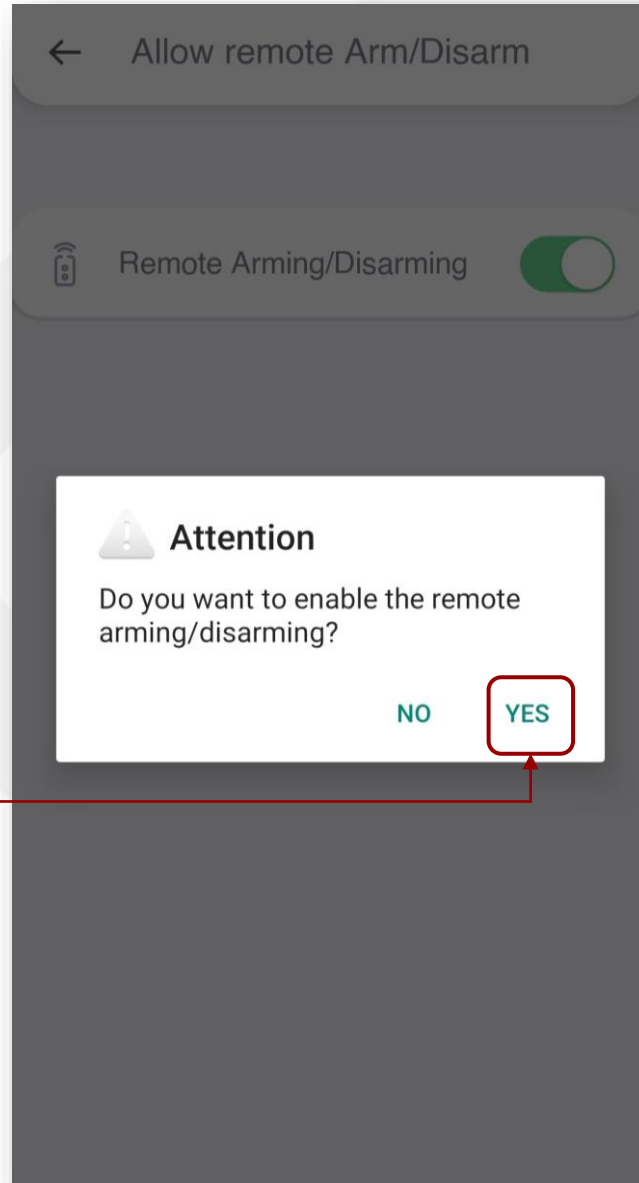 Allow remote Arm/Disarm
Remote Arming/Disarming
Attention
Do you want to enable the remote
arming/disarming?
NO YES